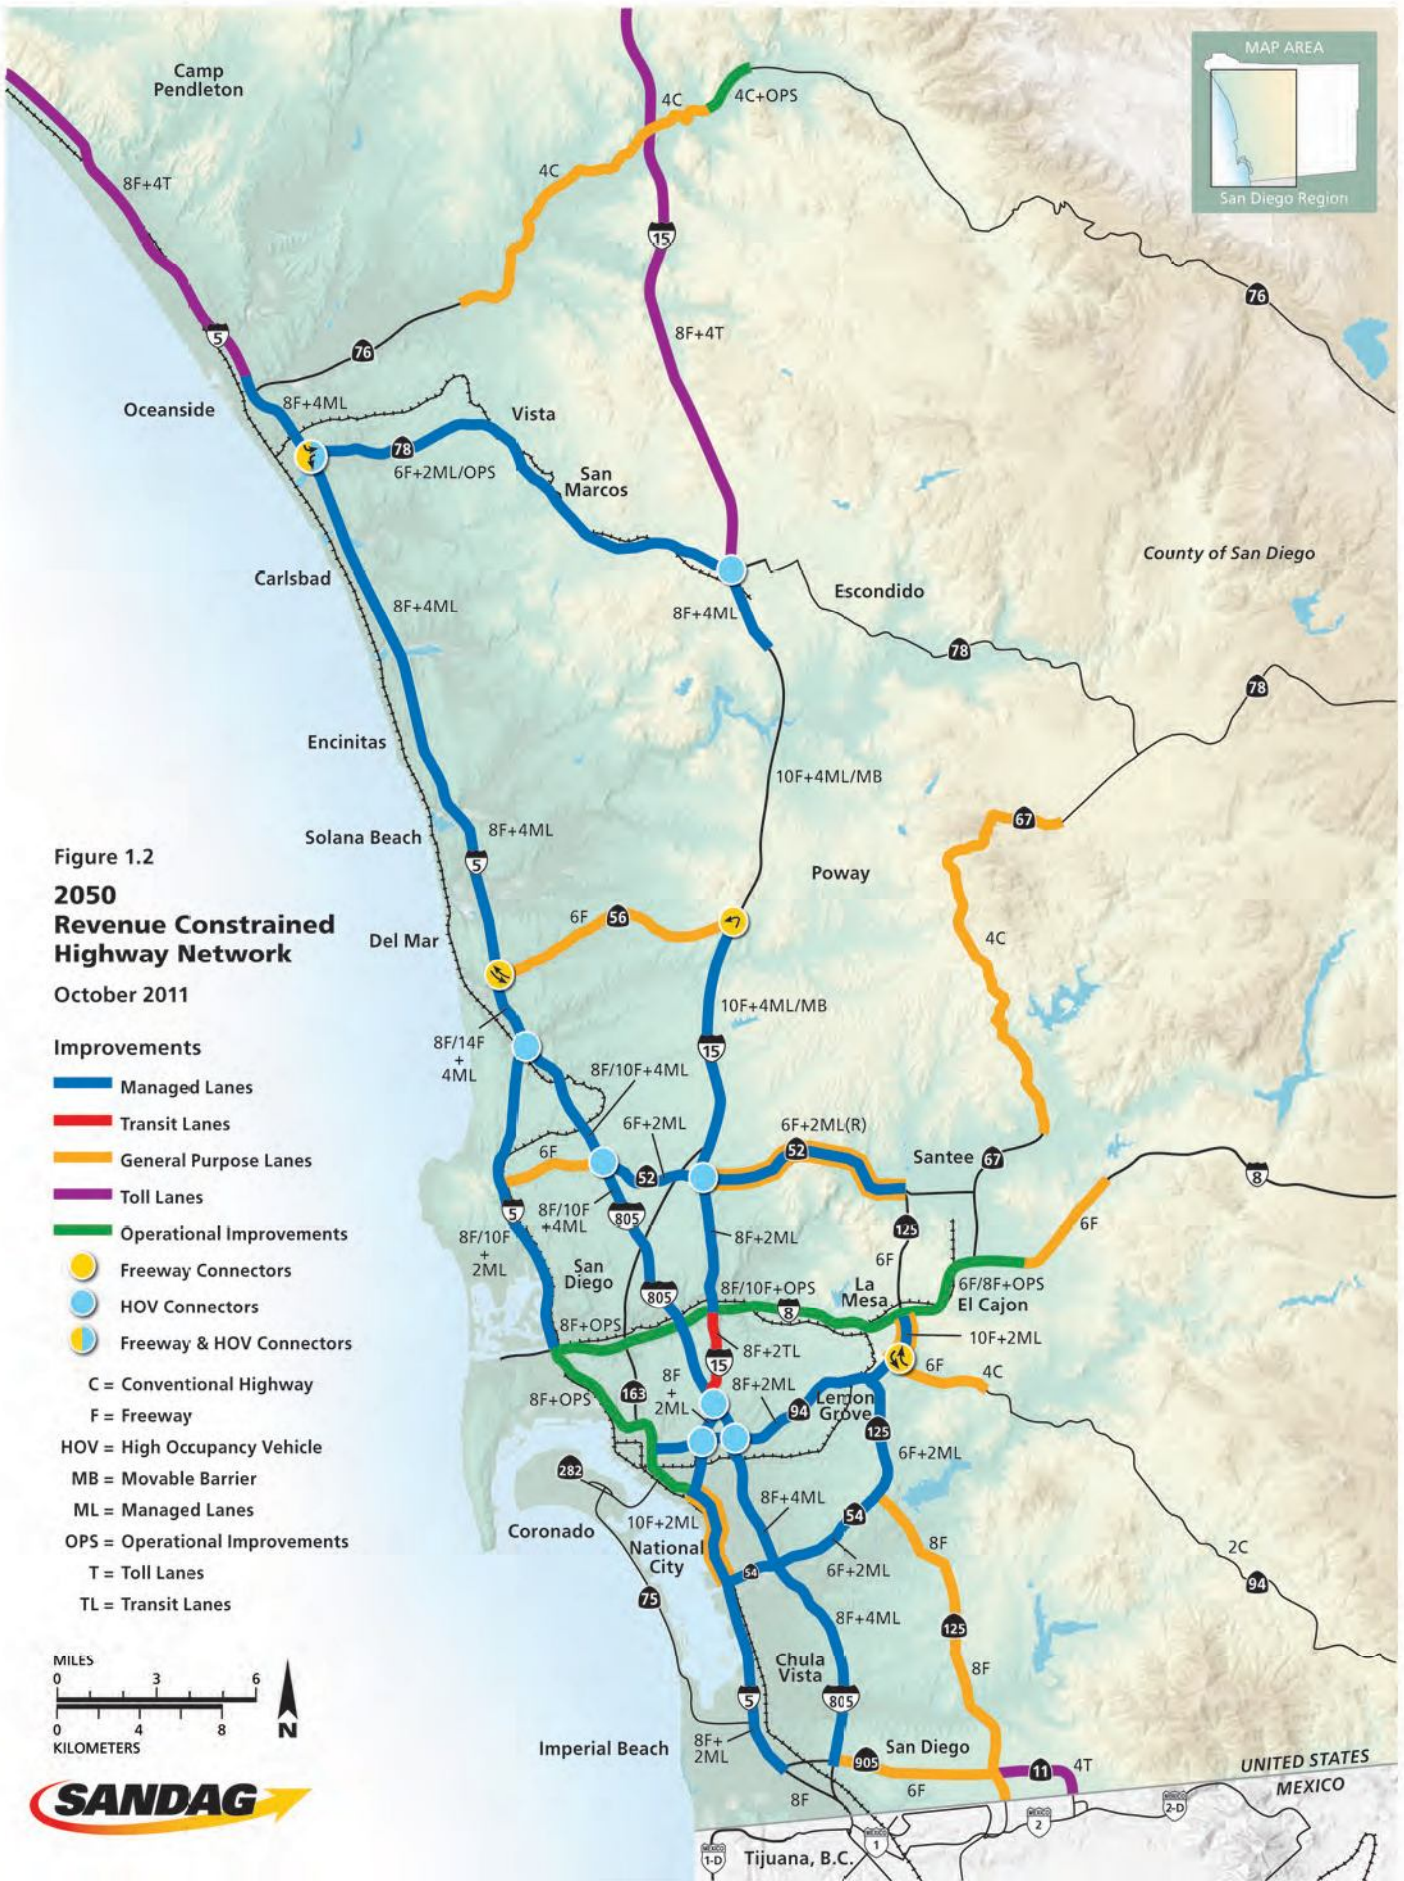 MAP AREA
San Diego Region
Camp
Pendleton
4C
4C+OPS
8F+4T
4C
15
76
5
8F+4T
76
Oceanside
8F+4ML
Vista
78
6F+2ML/OPS
San
Marcos
County of San Diego
Carlsbad
Escondido
8F+4ML
8F+4ML
78
78
Encinitas
10F+4ML/MB
Solana Beach
8F+4ML
67
5
Poway
6F
56
Del Mar
4C
10F+4ML/MB
15
8F/14F
+
4ML
8F/10F+4ML
6F+2ML
6F+2ML(R)
52
6F
Santee
67
8
52
5
8F/10F
+4ML
805
125
6F
8F/10F
+
2ML
8F+2ML
6F
San
Diego
805
8F/10F+OPS
La
Mesa
6F/8F+OPS
El Cajon
8
8F+OPS
10F+2ML
8F+2TL
15
6F
4C
8F
+
2ML
8F+2ML
163
8F+OPS
94
Lemon
Grove
125
6F+2ML
282
8F+4ML
54
Coronado
10F+2ML
National
City
8F
2C
54
6F+2ML
94
75
8F+4ML
125
Chula
Vista
8F
5
805
Imperial Beach
8F+
2ML
San Diego
905
11
4T
6F
8F
UNITED STATES
MEXICO
MEXICO
2-D
MEXICO
2
MEXICO
1
MEXICO
1-D
Tijuana, B.C.
Figure 1.2
2050
Revenue Constrained
Highway Network
October 2011
Improvements
Managed Lanes
Transit Lanes
General Purpose Lanes
Toll Lanes
Operational Improvements
Freeway Connectors
HOV Connectors
Freeway & HOV Connectors
C = Conventional Highway
F = Freeway
HOV = High Occupancy Vehicle
MB = Movable Barrier
ML = Managed Lanes
OPS = Operational Improvements
T = Toll Lanes
TL = Transit Lanes
MILES
0 3 6
0 4 8
KILOMETERS
N
SANDAG